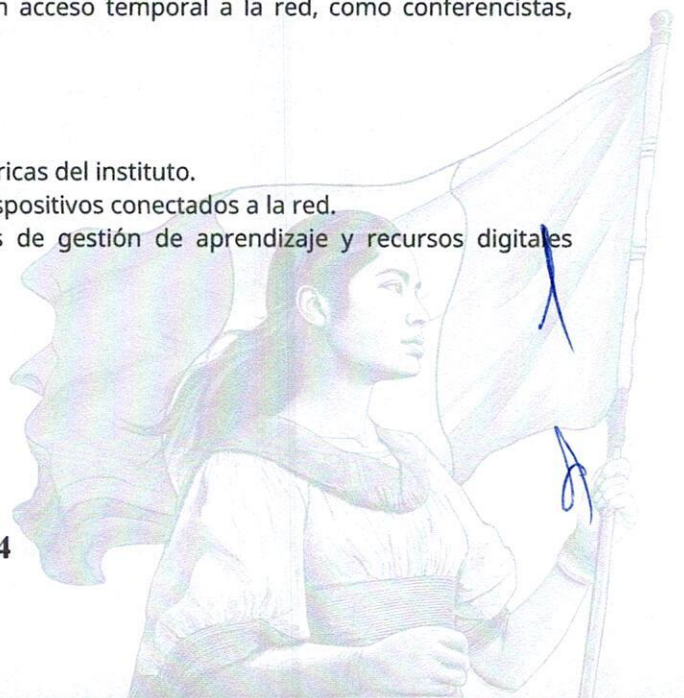 n acceso temporal a la red, como conferencistas,
ricas del instituto.
spositivos conectados a la red.
s de gestión de aprendizaje y recursos digitales
4